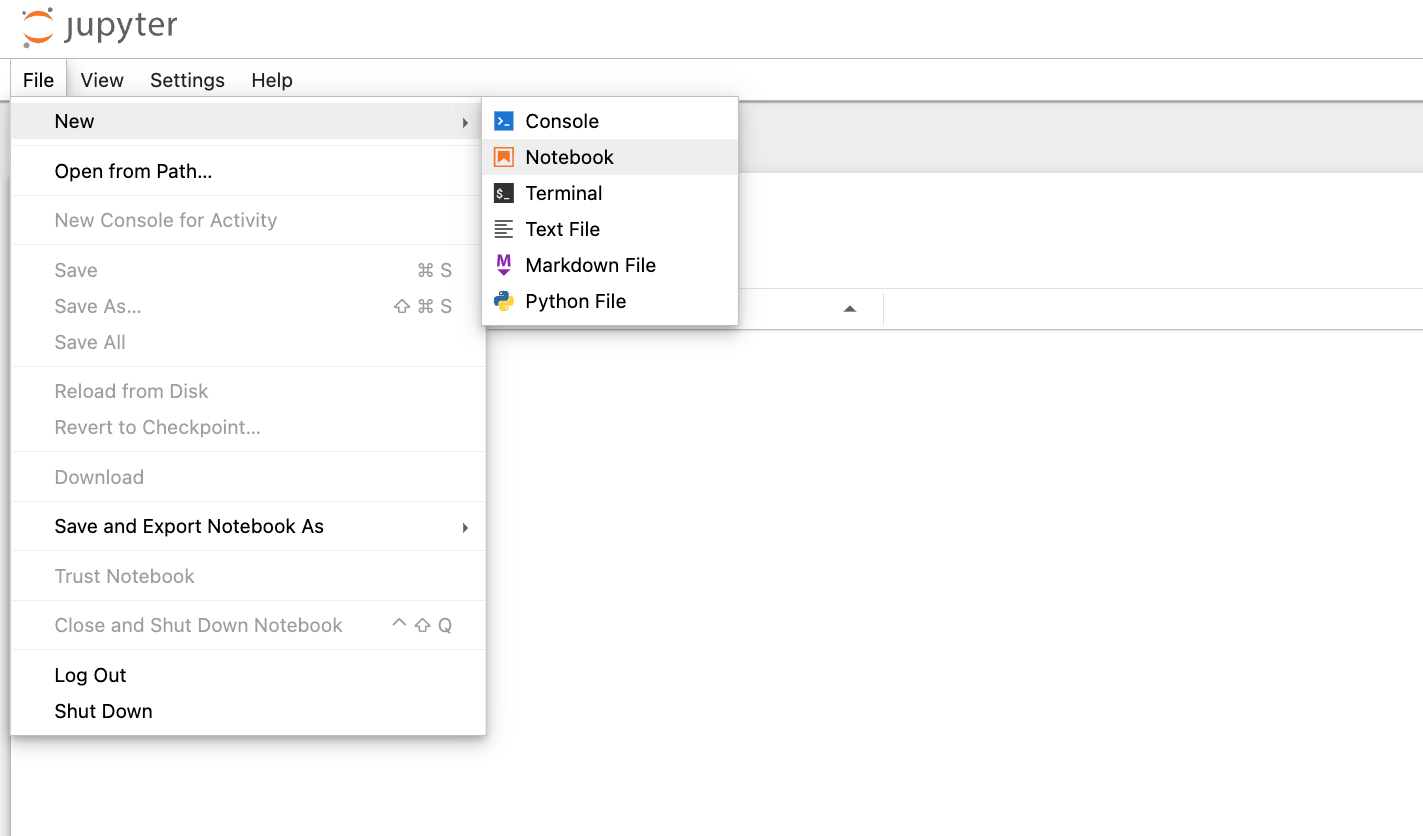 jupyter
File View Settings Help
New
Open from Path...
New Console for Activity
Save ⌘ S
Save As... ⇧ ⌘ S
Save All
Reload from Disk
Revert to Checkpoint...
Download
Save and Export Notebook As
Trust Notebook
Close and Shut Down Notebook ^ ⇧ Q
Log Out
Shut Down
Console
Notebook
$_ Terminal
Text File
M Markdown File
Python File